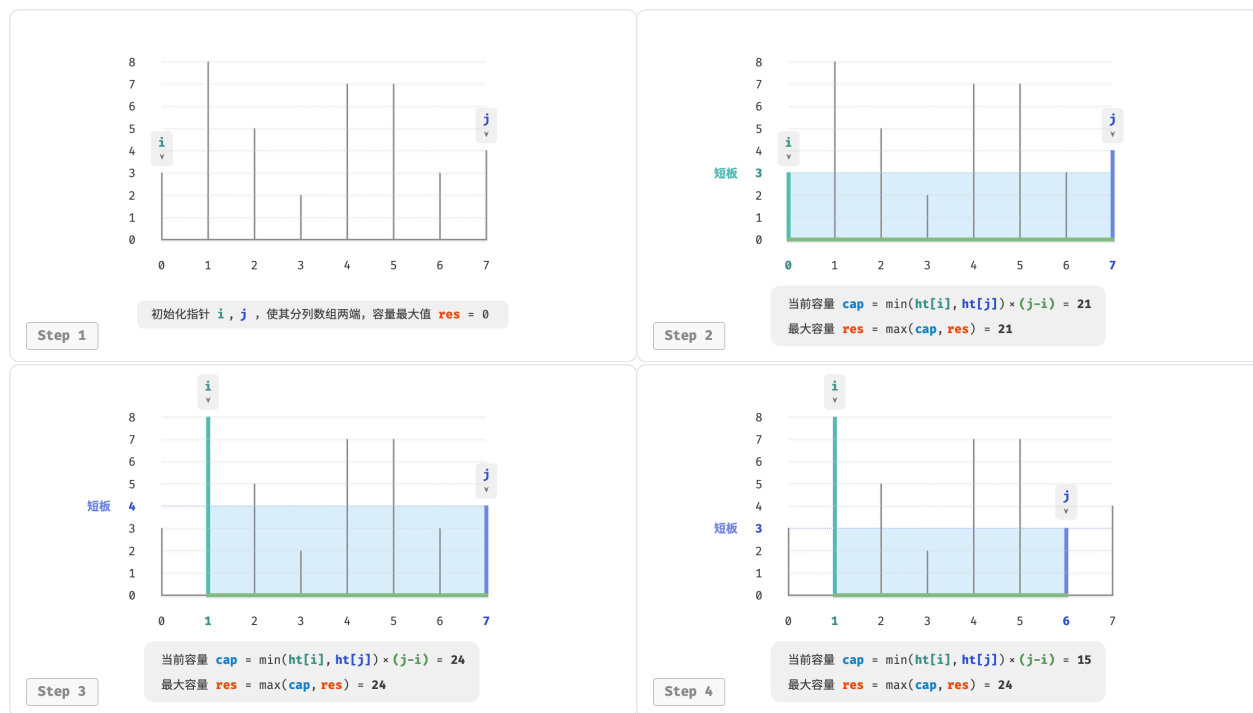 8
7
6
5
4
3
2
1
0
i
j
0 1 2 3 4 5 6 7
初始化指针 i , j ，使其分列数组两端，容量最大值 res = 0
Step 1
8
7
6
5
4
短板 3
2
1
0
i
j
0 1 2 3 4 5 6 7
当前容量 cap = min(ht[i], ht[j]) × (j-i) = 21
最大容量 res = max(cap, res) = 21
Step 2
i
8
7
6
5
短板 4
3
2
1
0
j
0 1 2 3 4 5 6 7
当前容量 cap = min(ht[i], ht[j]) × (j-i) = 24
最大容量 res = max(cap, res) = 24
Step 3
i
8
7
6
5
4
短板 3
2
1
0
j
0 1 2 3 4 5 6 7
当前容量 cap = min(ht[i], ht[j]) × (j-i) = 15
最大容量 res = max(cap, res) = 24
Step 4